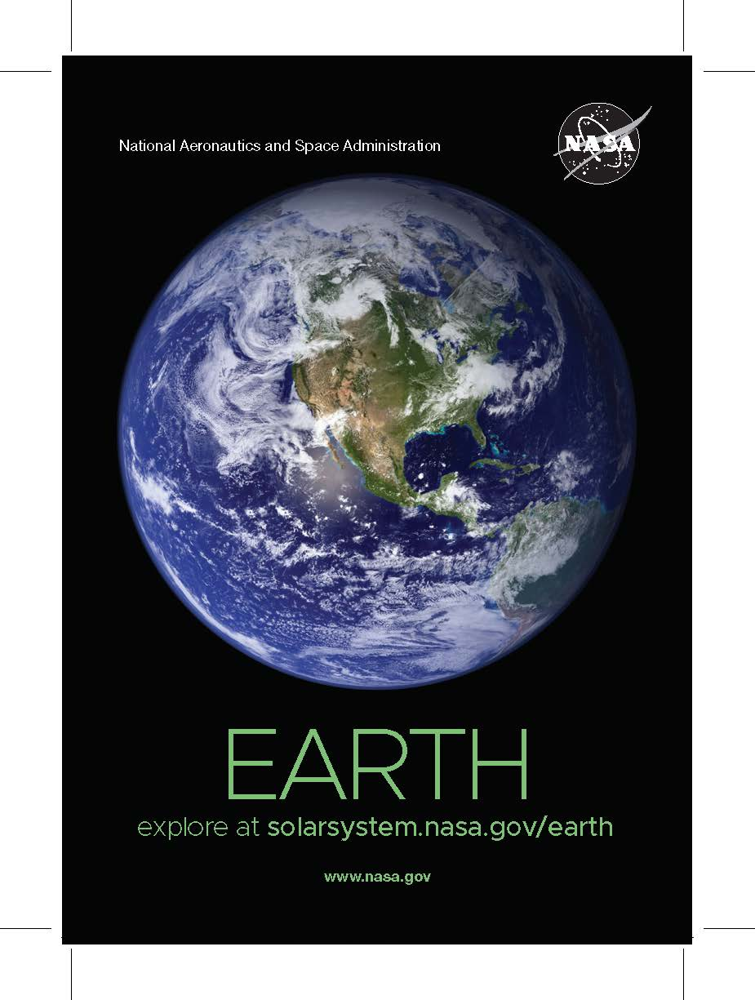 National Aeronautics and Space Administration
NASA
EARTH
explore at solarsystem.nasa.gov/earth
www.nasa.gov